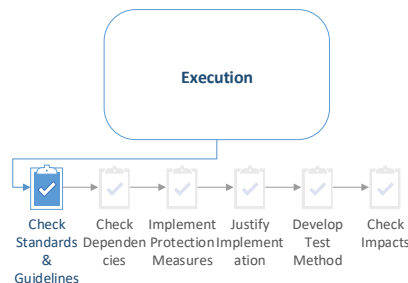 Execution
Check
Standards
&
Guidelines
Check
Dependen
cies
Implement
Protection
Measures
Justify
Implement
ation
Develop
Test
Method
Check
Impacts